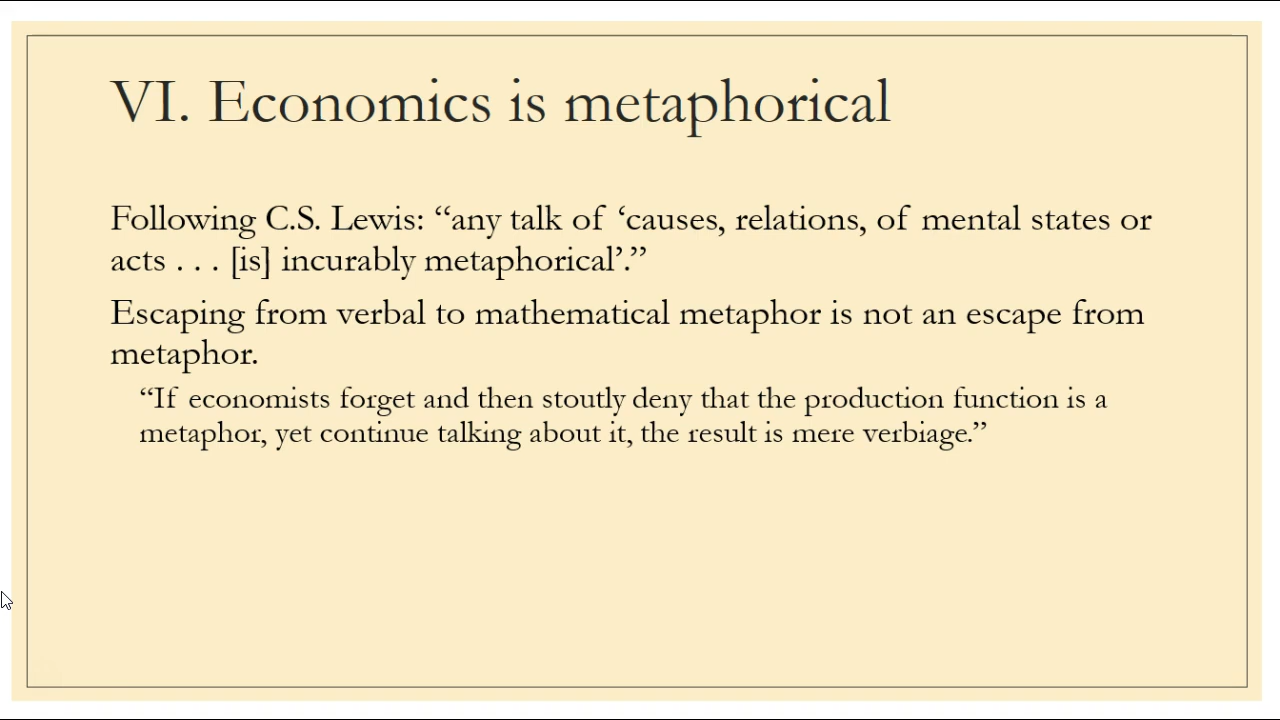 VI. Economics is metaphorical
Following C.S. Lewis: “any talk of ‘causes, relations, of mental states or
acts . . . [is] incurably metaphorical’.”
Escaping from verbal to mathematical metaphor is not an escape from
metaphor.
“If economists forget and then stoutly deny that the production function is a
metaphor, yet continue talking about it, the result is mere verbiage.”